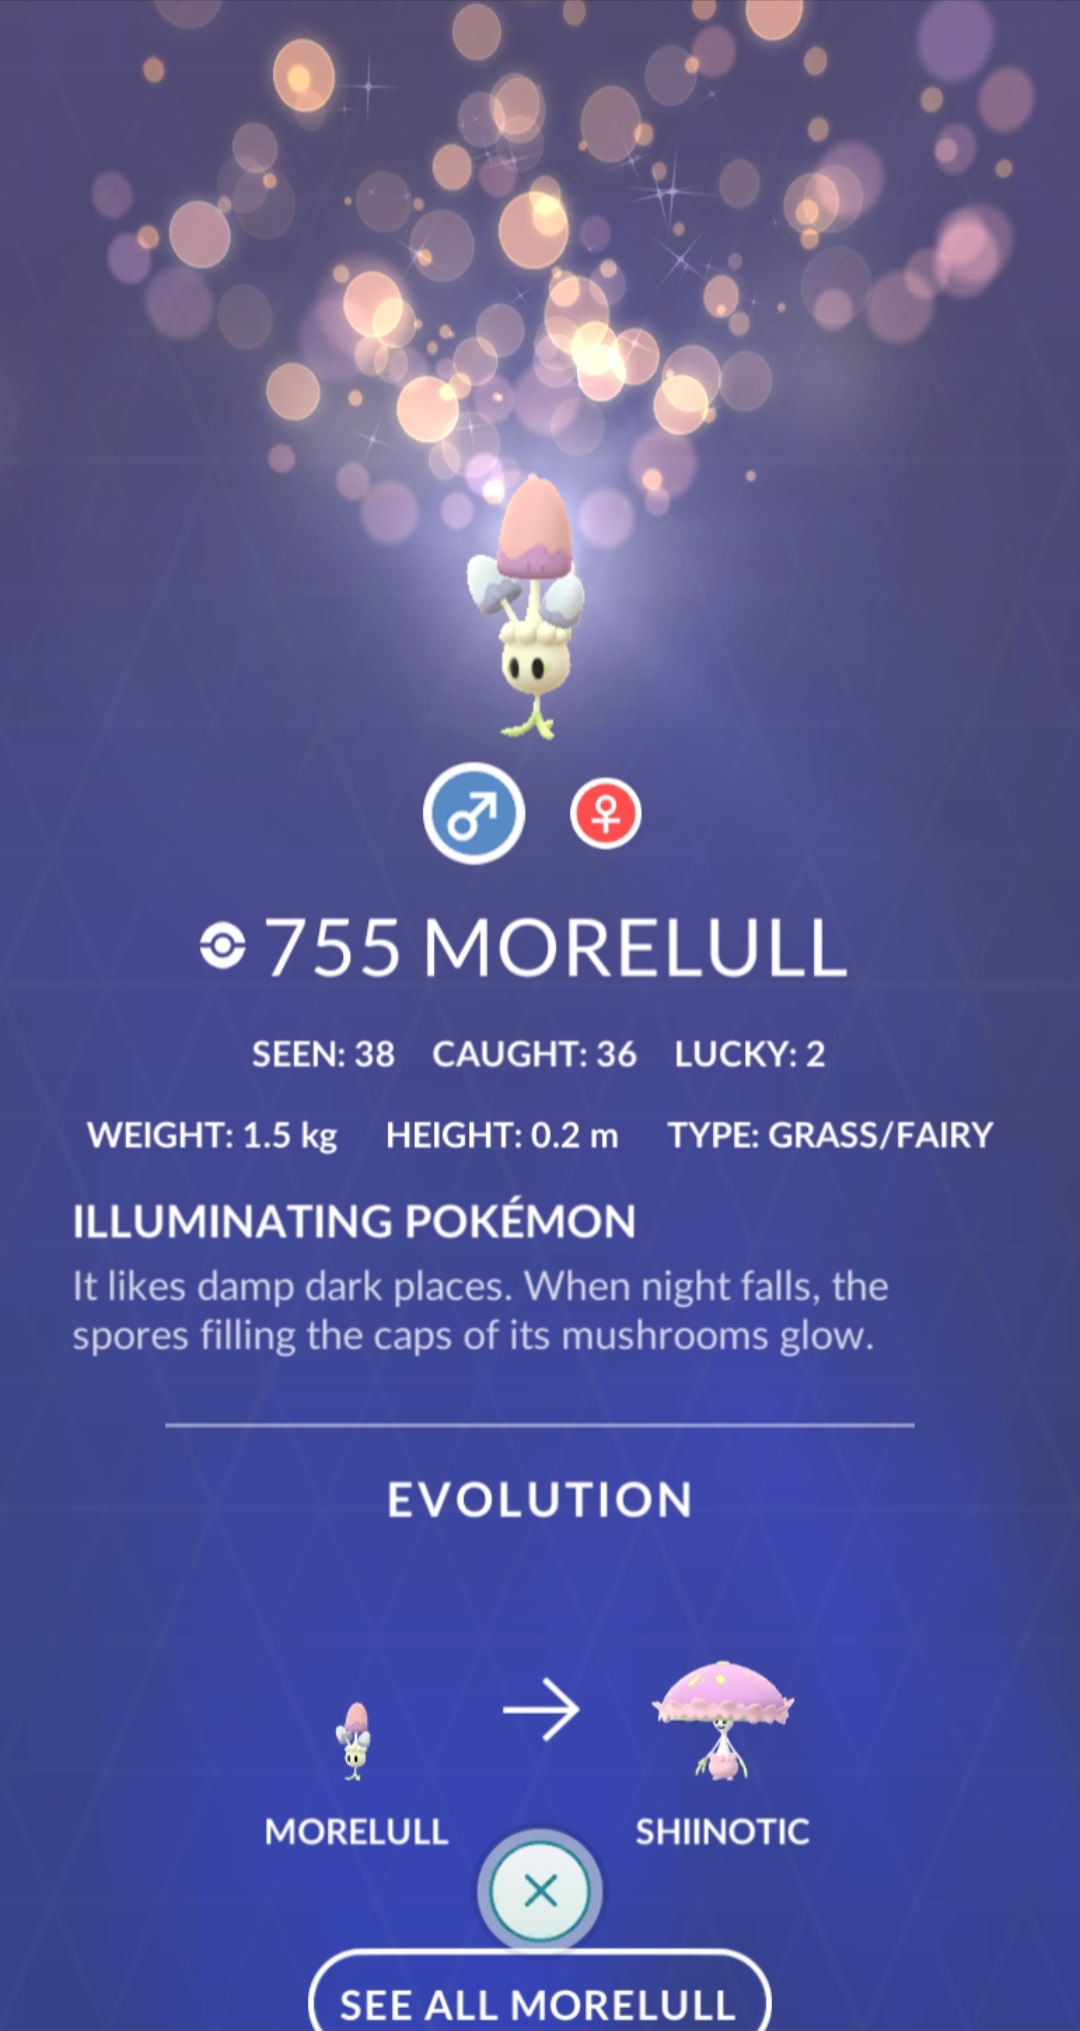 755 MORELULL
SEEN: 38 CAUGHT: 36 LUCKY: 2
WEIGHT: 1.5 kg HEIGHT: 0.2 m TYPE: GRASS/FAIRY
ILLUMINATING POKÉMON
It likes damp dark places. When night falls, the
spores filling the caps of its mushrooms glow.
EVOLUTION
MORELULL SHIINOTIC
SEE ALL MORELULL